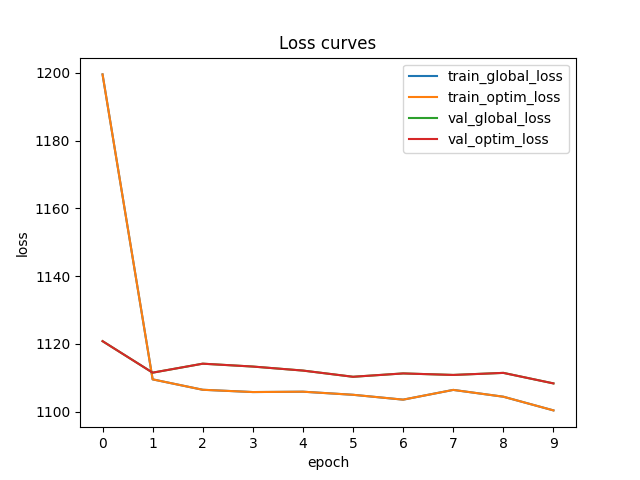 Loss curves
train_global_loss
train_optim_loss
val_global_loss
val_optim_loss
1200
1180
1160
1140
1120
1100
loss
0 1 2 3 4 5 6 7 8 9
epoch